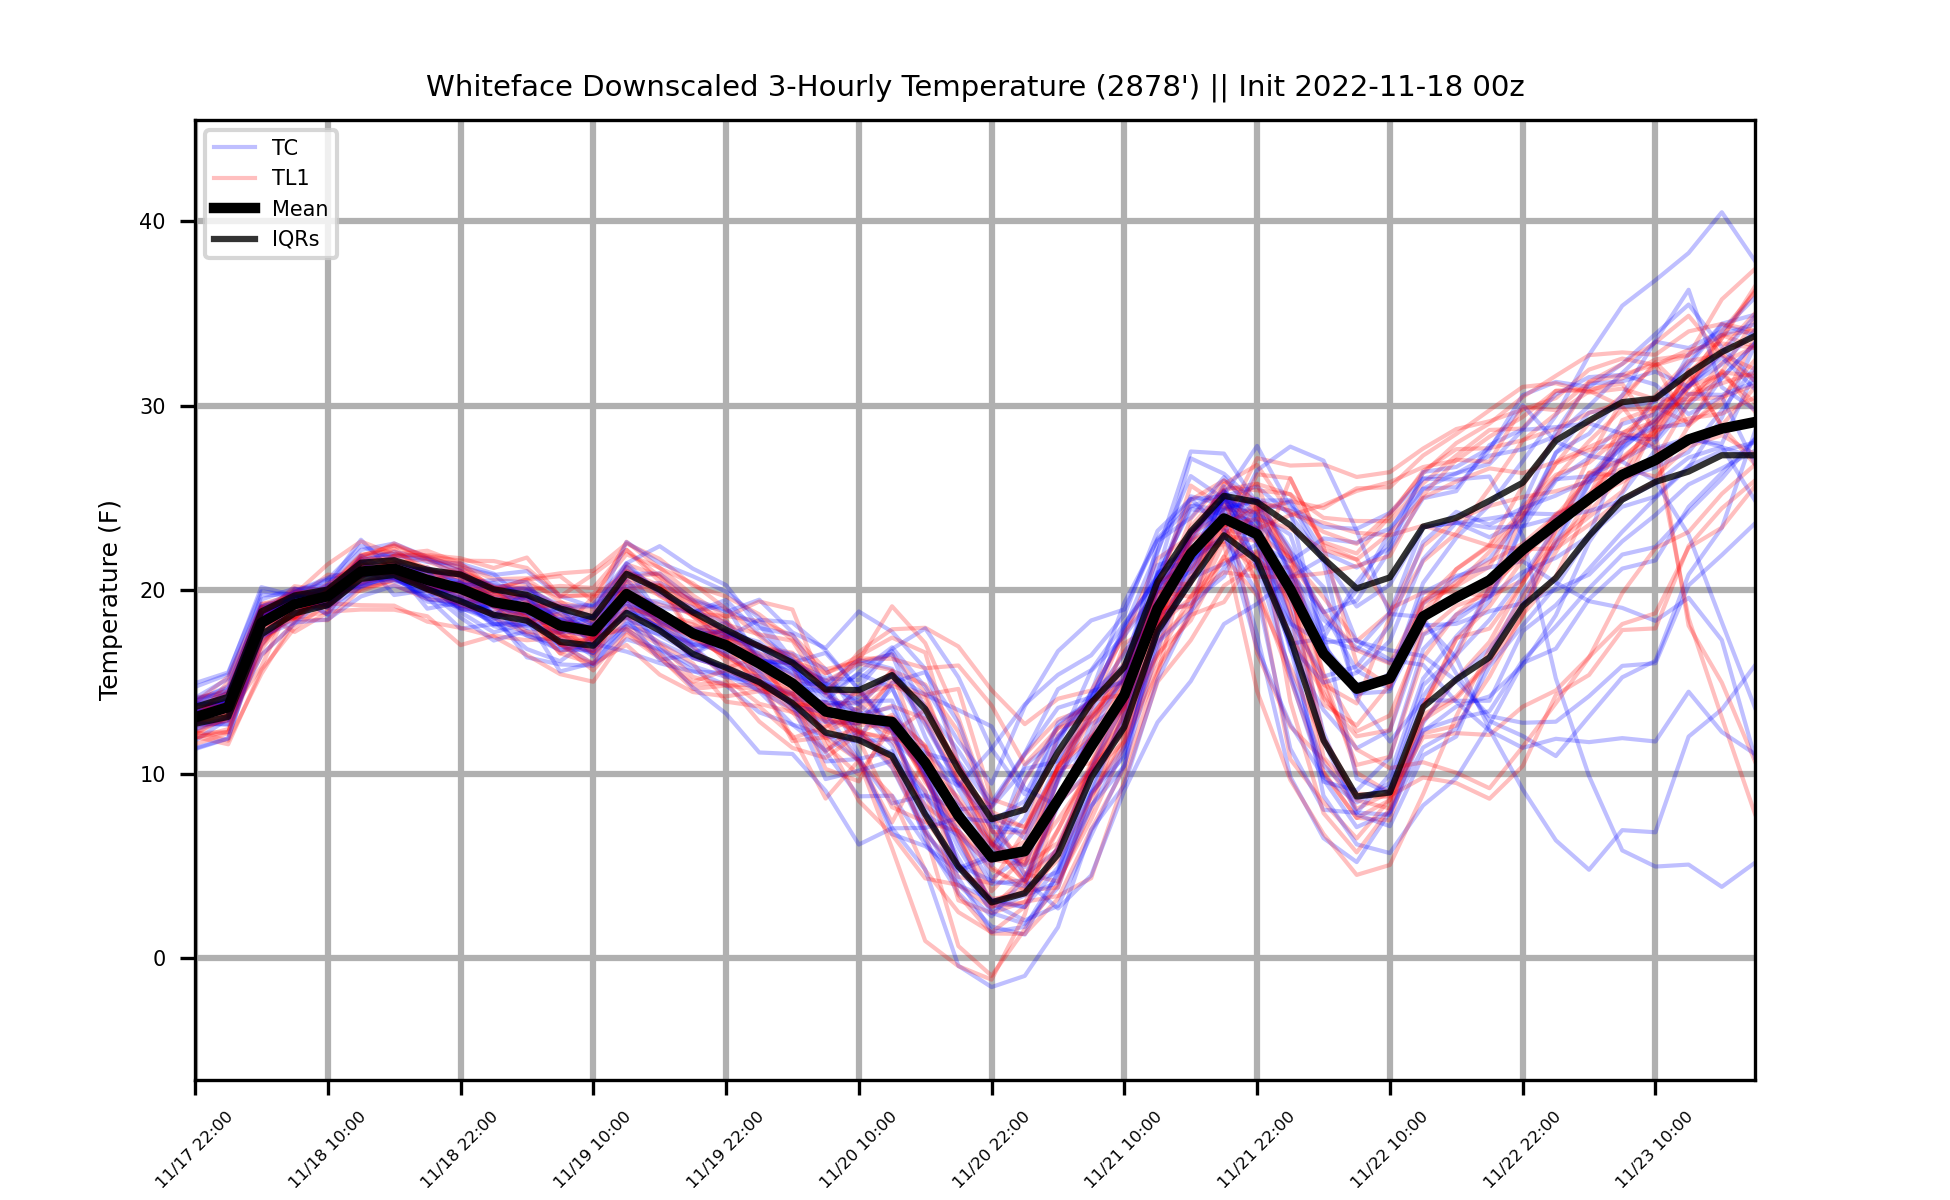 Whiteface Downscaled 3-Hourly Temperature (2878') || Init 2022-11-18 00z
TC
TL1
Mean
IQRs
Temperature (F)
40
30
20
10
0
11/17 22:00
11/18 10:00
11/18 22:00
11/19 10:00
11/19 22:00
11/20 10:00
11/20 22:00
11/21 10:00
11/21 22:00
11/22 10:00
11/22 22:00
11/23 10:00